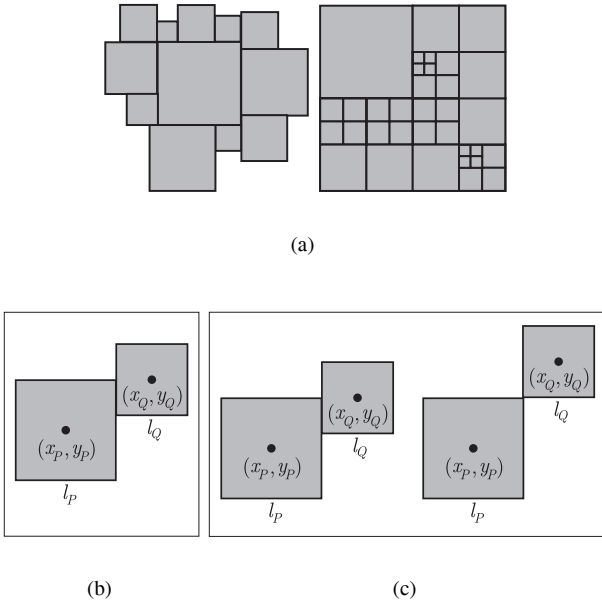 (a)
(x_Q, y_Q)
l_Q
(x_P, y_P)
l_P
(x_Q, y_Q)
l_Q
(x_P, y_P)
l_P
(x_Q, y_Q)
l_Q
(x_P, y_P)
l_P
(b)
(c)